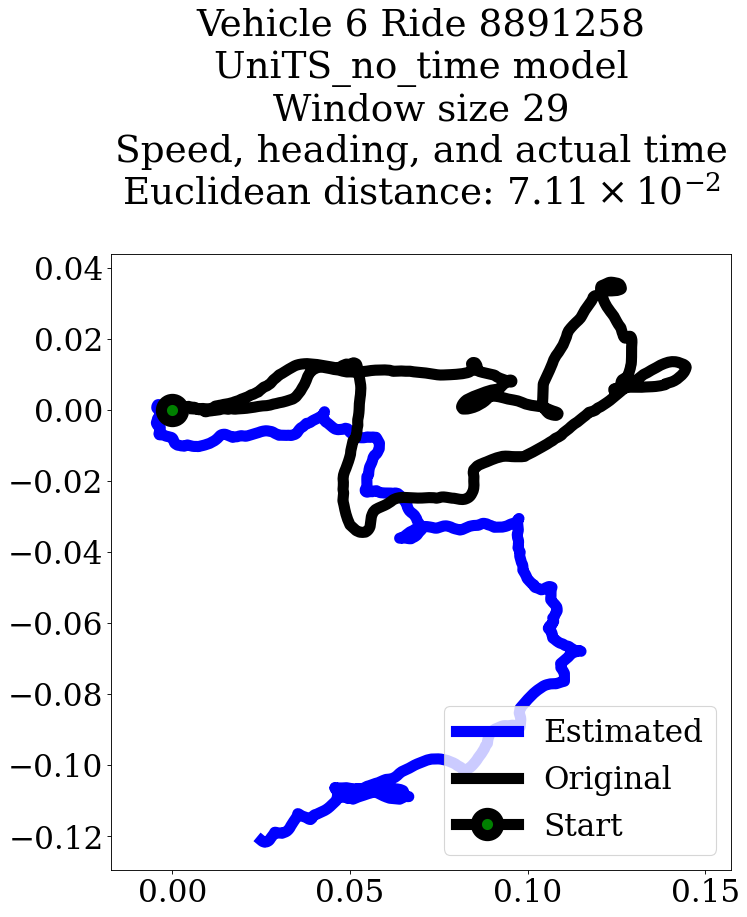 Vehicle 6 Ride 8891258
UniTS_no_time model
Window size 29
Speed, heading, and actual time
Euclidean distance: 7.11 × 10⁻²
0.04
0.02
0.00
−0.02
−0.04
−0.06
−0.08
−0.10
−0.12
Estimated
Original
Start
0.00 0.05 0.10 0.15